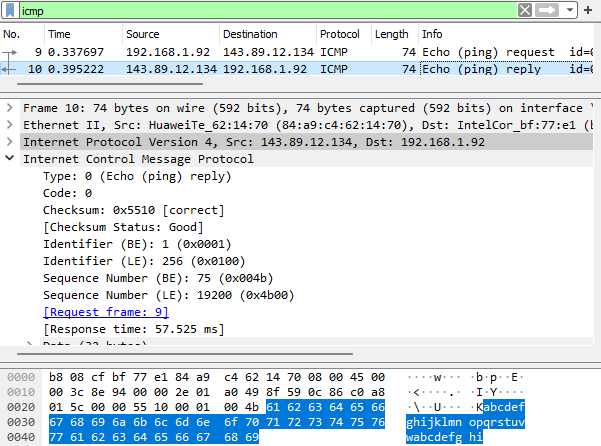 icmp
No. Time Source Destination Protocol Length Info
9 0.337697 192.168.1.92 143.89.12.134 ICMP 74 Echo (ping) request id=
10 0.395222 143.89.12.134 192.168.1.92 ICMP 74 Echo (ping) reply id=
Frame 10: 74 bytes on wire (592 bits), 74 bytes captured (592 bits) on interface \
Ethernet II, Src: HuaweiTe_62:14:70 (84:a9:c4:62:14:70), Dst: IntelCor_bf:77:e1 (b
Internet Protocol Version 4, Src: 143.89.12.134, Dst: 192.168.1.92
Internet Control Message Protocol
Type: 0 (Echo (ping) reply)
Code: 0
Checksum: 0x5510 [correct]
[Checksum Status: Good]
Identifier (BE): 1 (0x0001)
Identifier (LE): 256 (0x0100)
Sequence Number (BE): 75 (0x004b)
Sequence Number (LE): 19200 (0x4b00)
[Request frame: 9]
[Response time: 57.525 ms]
Data (32 bytes)
0000 b8 08 cf bf 77 e1 84 a9 c4 62 14 70 08 00 45 00 ····w··· ·b·p··E·
0010 00 3c 8e 94 00 00 2e 01 a0 49 8f 59 0c 86 c0 a8 ·<····.· ·I·Y····
0020 01 5c 00 00 55 10 00 01 00 4b 61 62 63 64 65 66 ·\··U··· ·Kabcdef
0030 67 68 69 6a 6b 6c 6d 6e 6f 70 71 72 73 74 75 76 ghijklmn opqrstuv
0040 77 61 62 63 64 65 66 67 68 69 wabcdefg hi